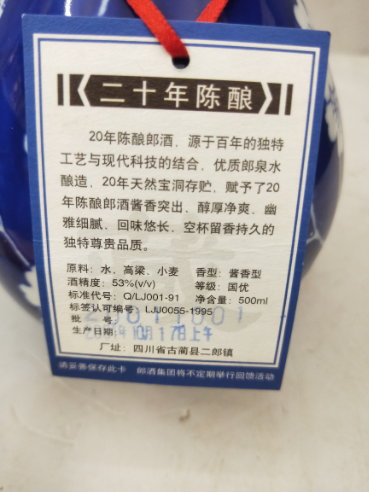 二十年陈酿
20年陈酿郎酒，源于百年的独特
工艺与现代科技的结合，优质郎泉水
酿造，20年天然宝洞存贮，赋予了20
年陈酿郎酒酱香突出、醇厚净爽、幽
雅细腻、回味悠长、空杯留香持久的
独特尊贵品质。
原料：水、高粱、小麦 香型：酱香型
酒精度：53%(v/v) 等级：国优
标准代号：Q/LJ001-91 净含量：500ml
标签认可编号：LJJ0055-1995
批号：
生产日期：10月17日上午
厂址：四川省古蔺县二郎镇
请妥善保存此卡 郎酒集团将不定期举行回馈活动